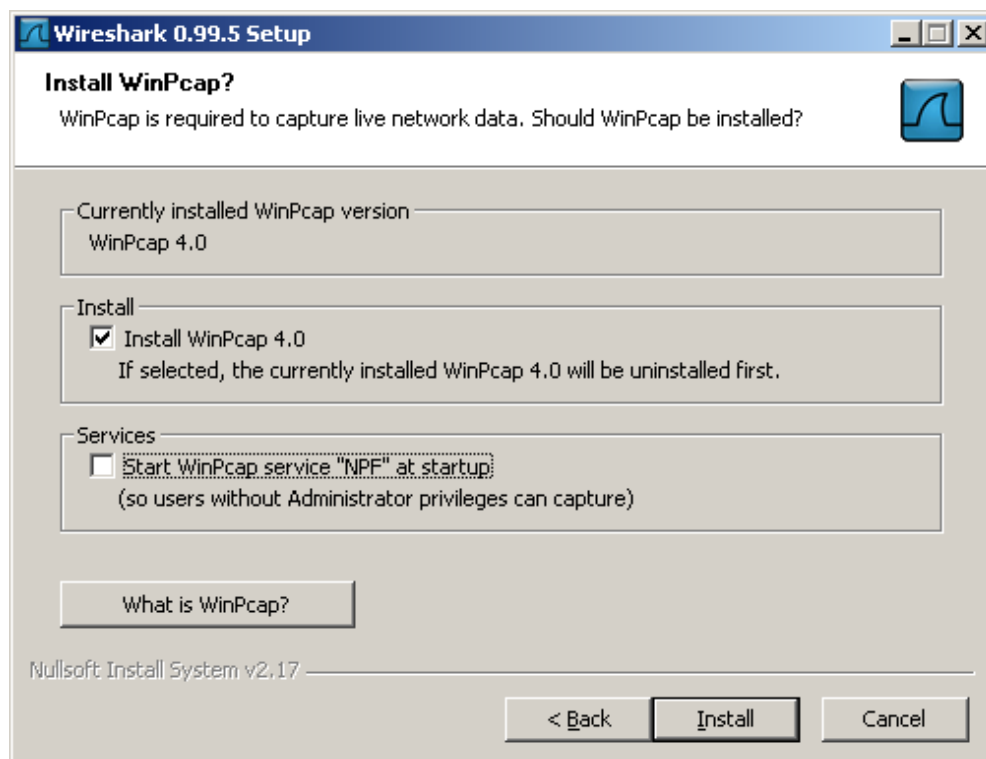 Wireshark 0.99.5 Setup
Install WinPcap?
WinPcap is required to capture live network data. Should WinPcap be installed?
Currently installed WinPcap version
WinPcap 4.0
Install
Install WinPcap 4.0
If selected, the currently installed WinPcap 4.0 will be uninstalled first.
Services
Start WinPcap service "NPF" at startup
(so users without Administrator privileges can capture)
What is WinPcap?
Nullsoft Install System v2.17
< Back Install Cancel